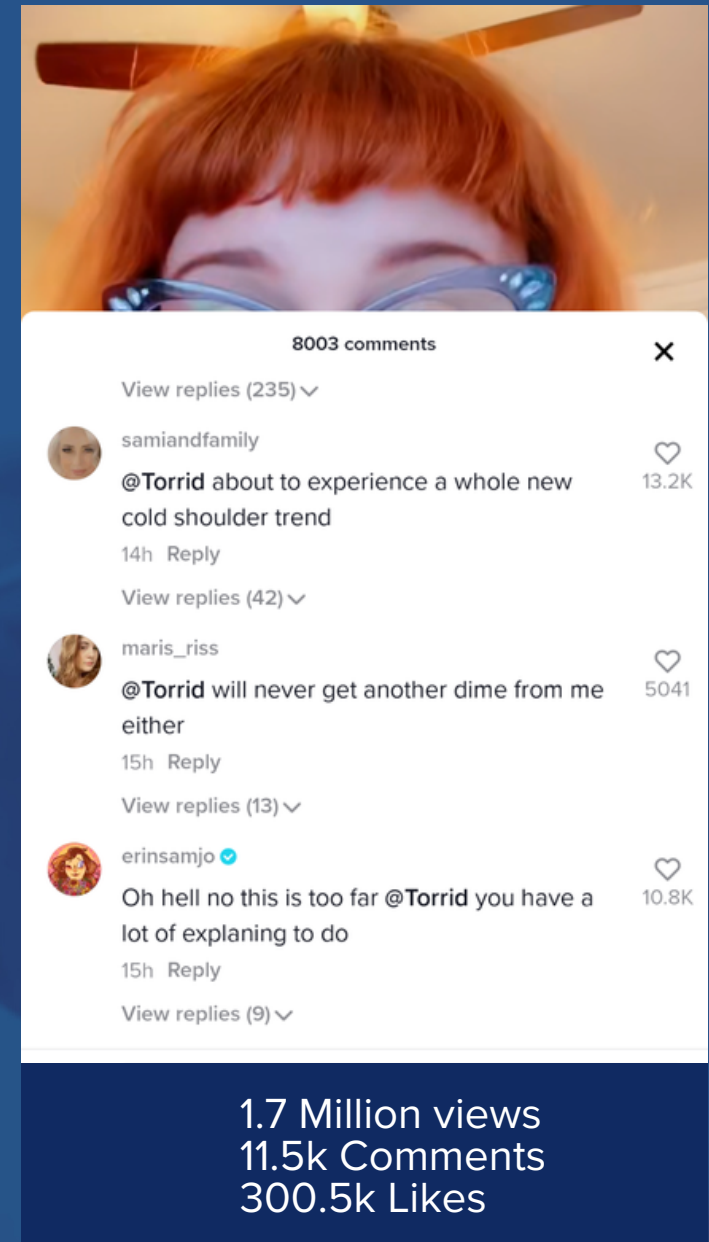 8003 comments
View replies (235)
samiandfamily
@Torrid about to experience a whole new
13.2K
cold shoulder trend
14h Reply
View replies (42)
maris_riss
@Torrid will never get another dime from me
5041
either
15h Reply
View replies (13)
erinsamjo
Oh hell no this is too far @Torrid you have a
10.8K
lot of explaning to do
15h Reply
View replies (9)
1.7 Million views
11.5k Comments
300.5k Likes